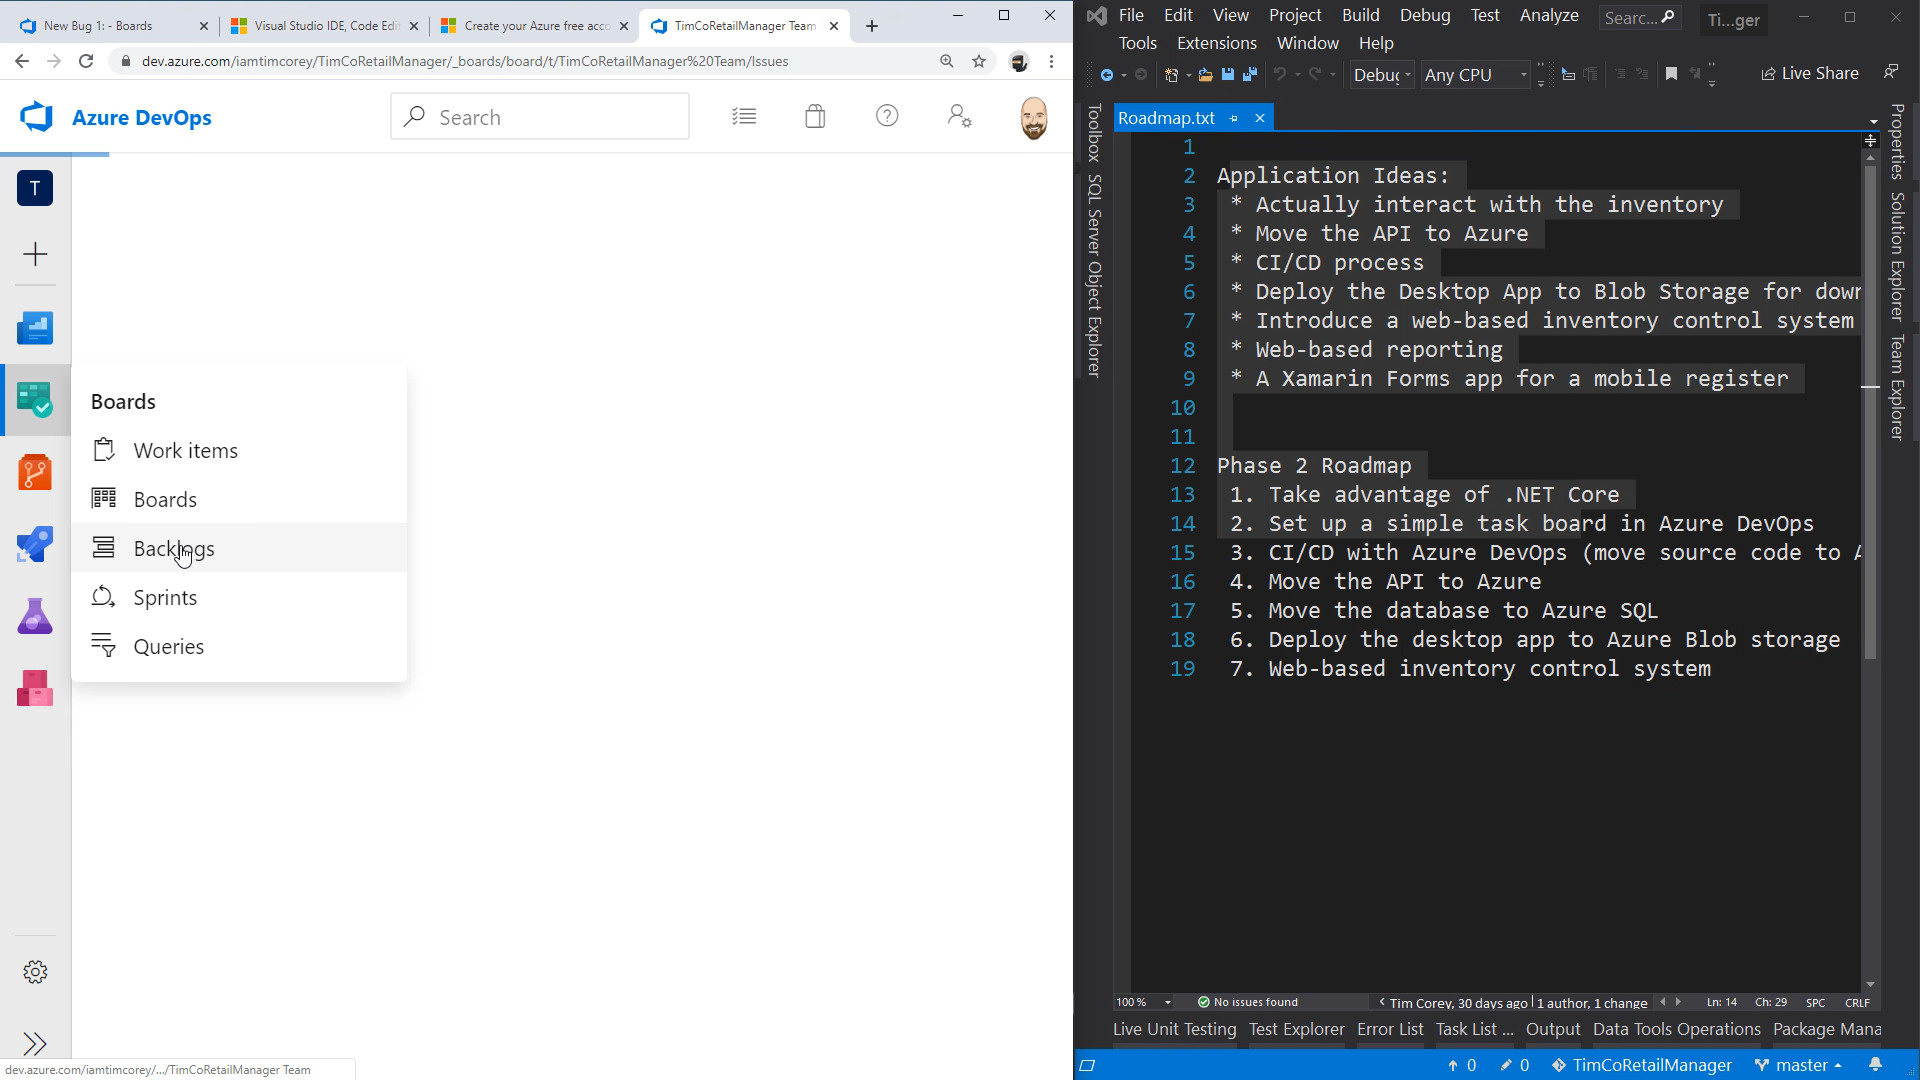 New Bug 1: - Boards
Visual Studio IDE, Code Edi
Create your Azure free acco
TimCoRetailManager Team
dev.azure.com/iamtimcorey/TimCoRetailManager/_boards/board/t/TimCoRetailManager%20Team/Issues
Azure DevOps
Search
T
Boards
Work items
Boards
Backlogs
Sprints
Queries
dev.azure.com/iamtimcorey/.../TimCoRetailManager Team
File Edit View Project Build Debug Test Analyze
Searc...
Ti...ger
Tools Extensions Window Help
Debug
Any CPU
Live Share
Toolbox
SQL Server Object Explorer
Roadmap.txt
1
2 Application Ideas:
3 * Actually interact with the inventory
4 * Move the API to Azure
5 * CI/CD process
6 * Deploy the Desktop App to Blob Storage for down
7 * Introduce a web-based inventory control system
8 * Web-based reporting
9 * A Xamarin Forms app for a mobile register
10
11
12 Phase 2 Roadmap
13 1. Take advantage of .NET Core
14 2. Set up a simple task board in Azure DevOps
15 3. CI/CD with Azure DevOps (move source code to A
16 4. Move the API to Azure
17 5. Move the database to Azure SQL
18 6. Deploy the desktop app to Azure Blob storage
19 7. Web-based inventory control system
Properties
Solution Explorer
Team Explorer
100 %
No issues found
Tim Corey, 30 days ago | 1 author, 1 change
Ln: 14 Ch: 29 SPC CRLF
Live Unit Testing Test Explorer Error List Task List ... Output Data Tools Operations Package Mana
0 0 TimCoRetailManager master